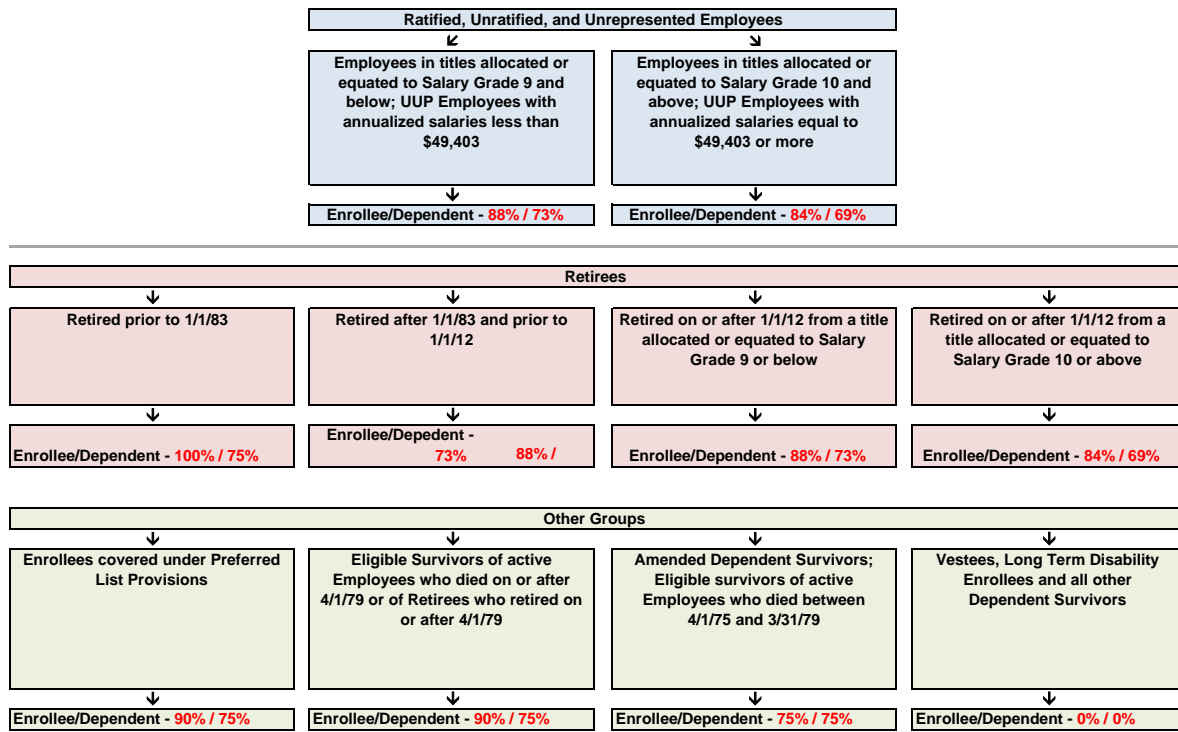 Ratified, Unratified, and Unrepresented Employees
Employees in titles allocated or
equated to Salary Grade 9 and
below; UUP Employees with
annualized salaries less than
$49,403
Employees in titles allocated or
equated to Salary Grade 10 and
above; UUP Employees with
annualized salaries equal to
$49,403 or more
Enrollee/Dependent - 88% / 73%
Enrollee/Dependent - 84% / 69%
Retirees
Retired prior to 1/1/83
Retired after 1/1/83 and prior to
1/1/12
Retired on or after 1/1/12 from a title
allocated or equated to Salary
Grade 9 or below
Retired on or after 1/1/12 from a
title allocated or equated to
Salary Grade 10 or above
Enrollee/Dependent - 100% / 75%
Enrollee/Depedent -
73% 88% /
Enrollee/Dependent - 88% / 73%
Enrollee/Dependent - 84% / 69%
Other Groups
Enrollees covered under Preferred
List Provisions
Eligible Survivors of active
Employees who died on or after
4/1/79 or of Retirees who retired on
or after 4/1/79
Amended Dependent Survivors;
Eligible survivors of active
Employees who died between
4/1/75 and 3/31/79
Vestees, Long Term Disability
Enrollees and all other
Dependent Survivors
Enrollee/Dependent - 90% / 75%
Enrollee/Dependent - 90% / 75%
Enrollee/Dependent - 75% / 75%
Enrollee/Dependent - 0% / 0%